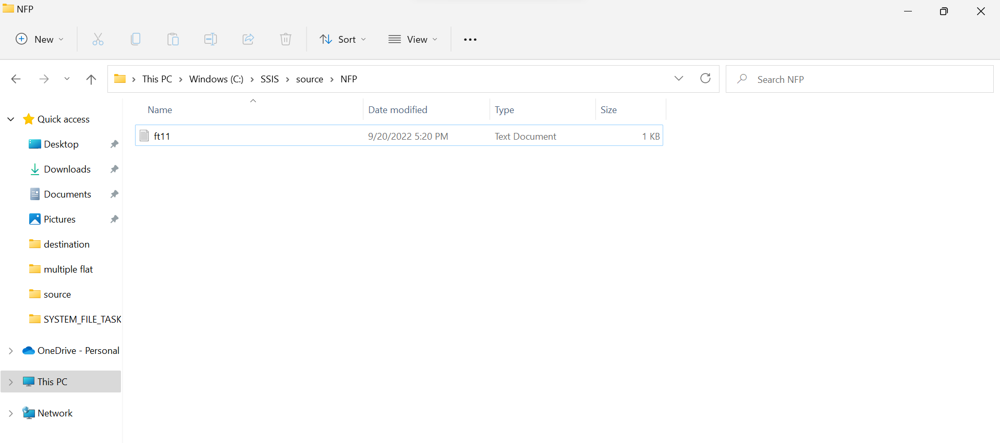 NFP
New Sort View
This PC Windows (C:) SSIS source NFP
Search NFP
Name Date modified Type Size
ft11 9/20/2022 5:20 PM Text Document 1 KB
Quick access
Desktop
Downloads
Documents
Pictures
destination
multiple flat
source
SYSTEM_FILE_TASK
OneDrive - Personal
This PC
Network